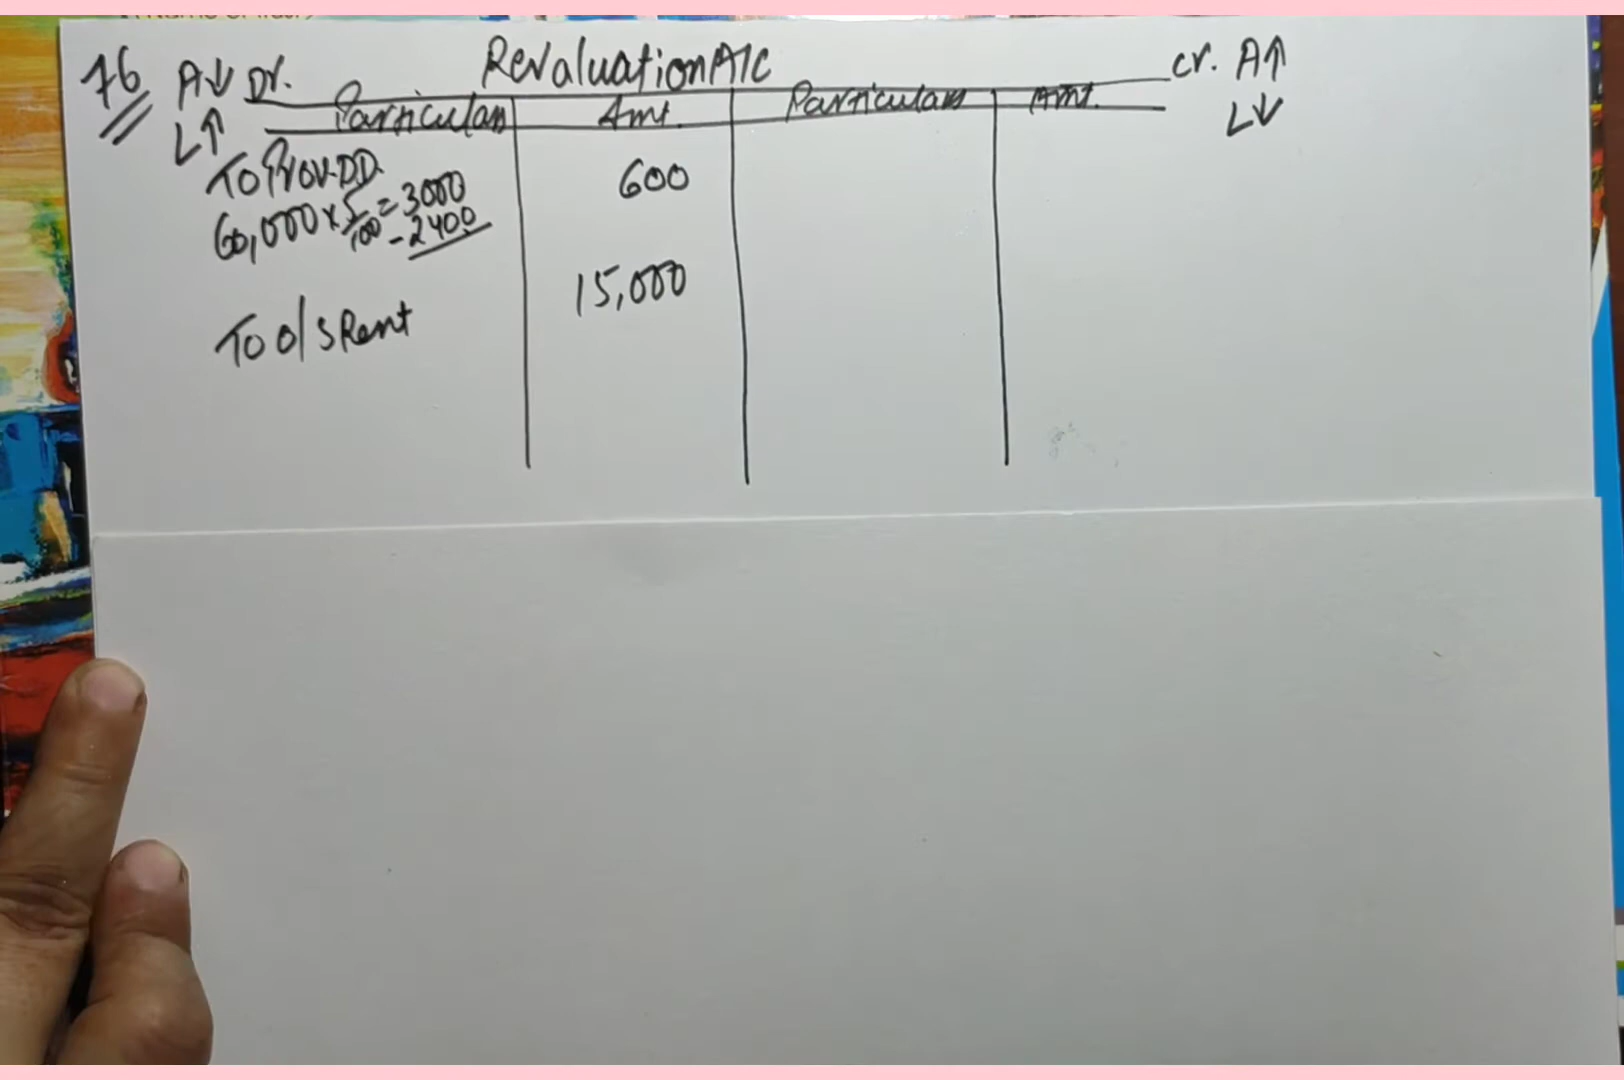 76 A↓ Dr. Revaluation A/c cr. A↑
L↑ L↓
Particulars Amt. Particulars Amt.
To Prov. D.D. 600
60,000 × 5/100 = 3000
- 2400
To o/s Rent 15,000